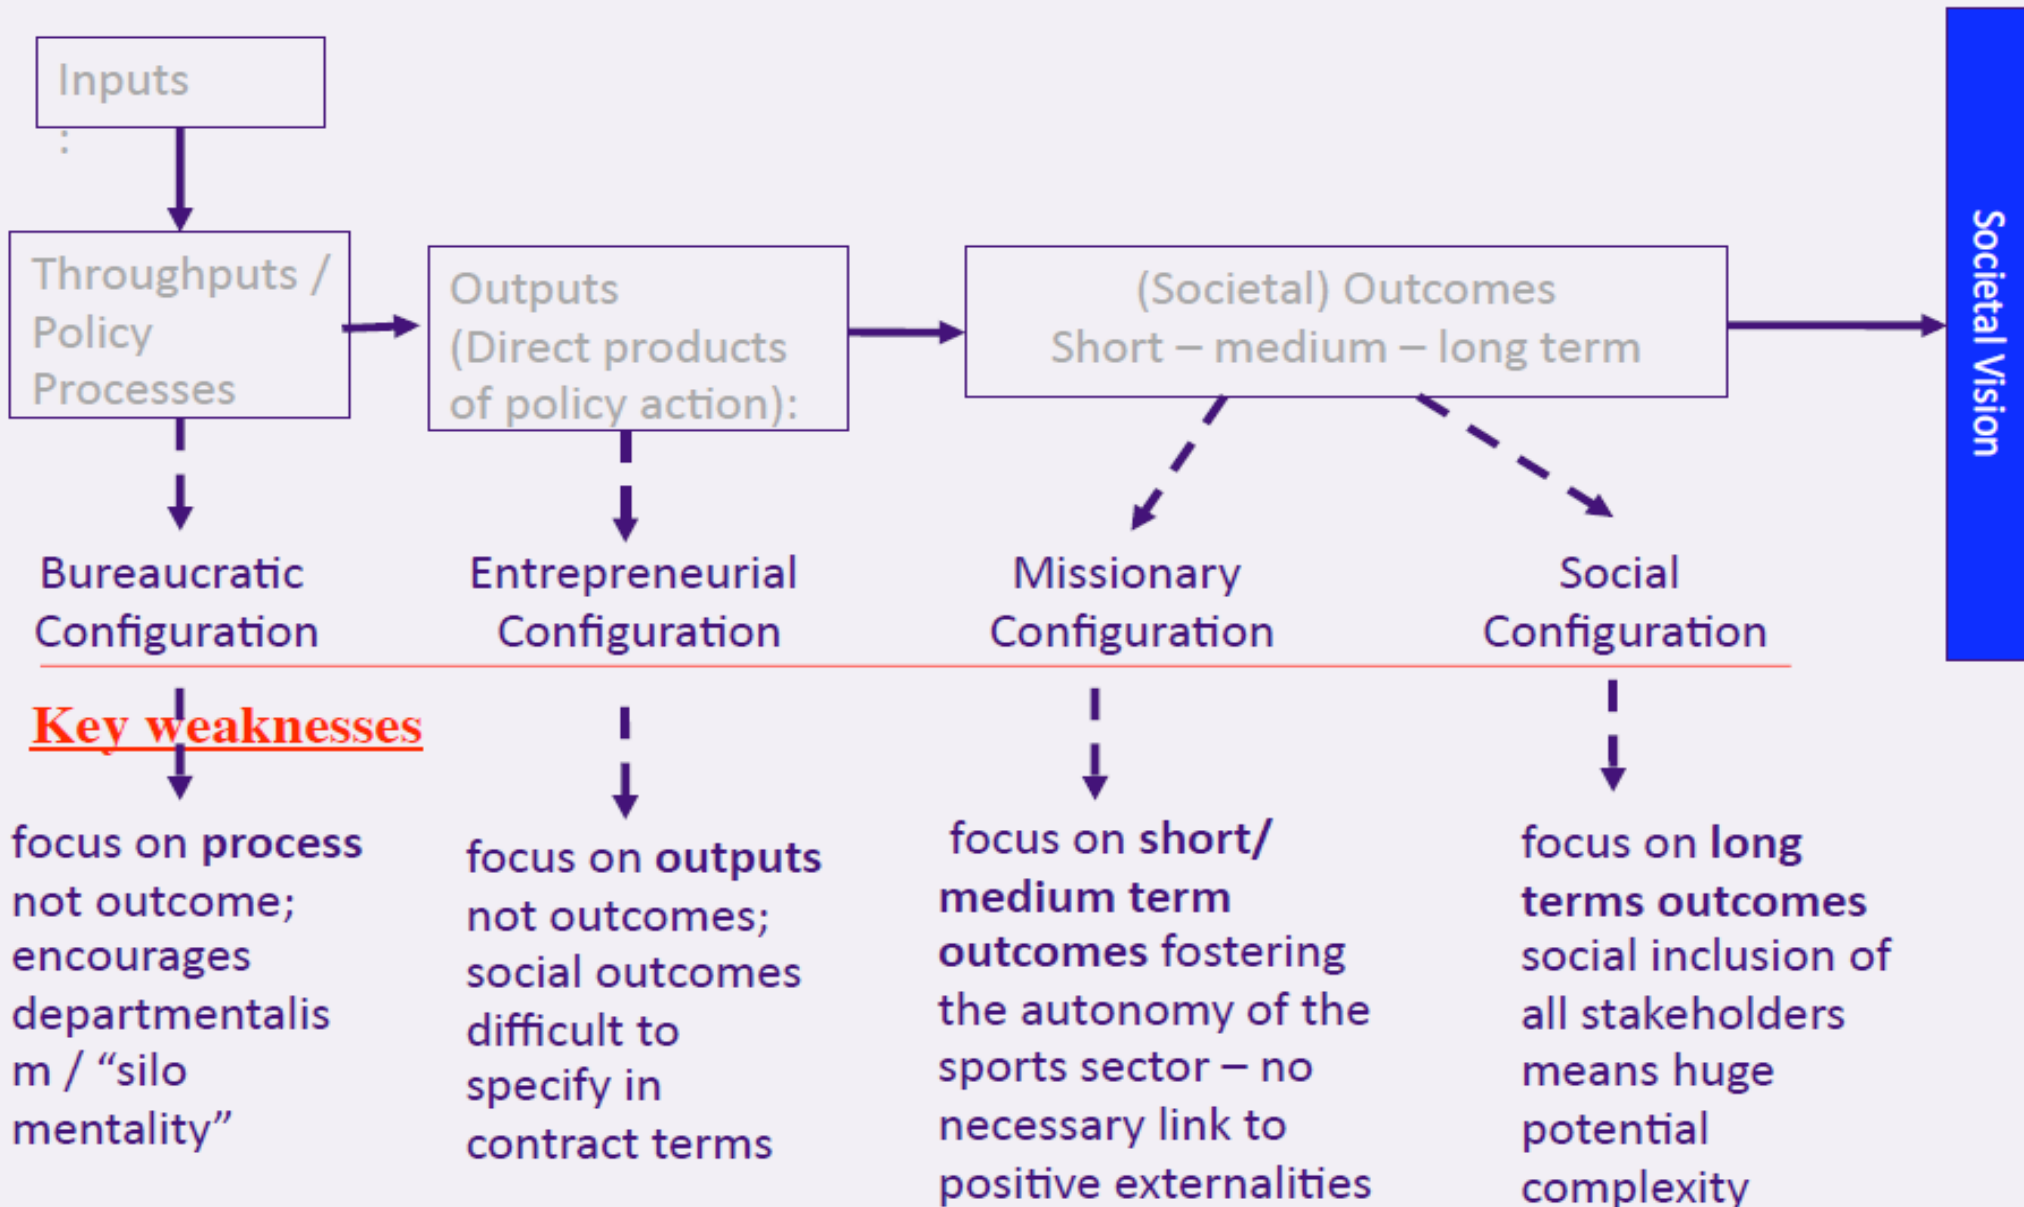 Inputs
:
Throughputs /
Policy
Processes
Outputs
(Direct products
of policy action):
(Societal) Outcomes
Short – medium – long term
Societal Vision
Bureaucratic
Configuration
Entrepreneurial
Configuration
Missionary
Configuration
Social
Configuration
Key weaknesses
focus on process
not outcome;
encourages
departmentalis
m / “silo
mentality”
focus on outputs
not outcomes;
social outcomes
difficult to
specify in
contract terms
focus on short/
medium term
outcomes fostering
the autonomy of the
sports sector – no
necessary link to
positive externalities
focus on long
terms outcomes
social inclusion of
all stakeholders
means huge
potential
complexity